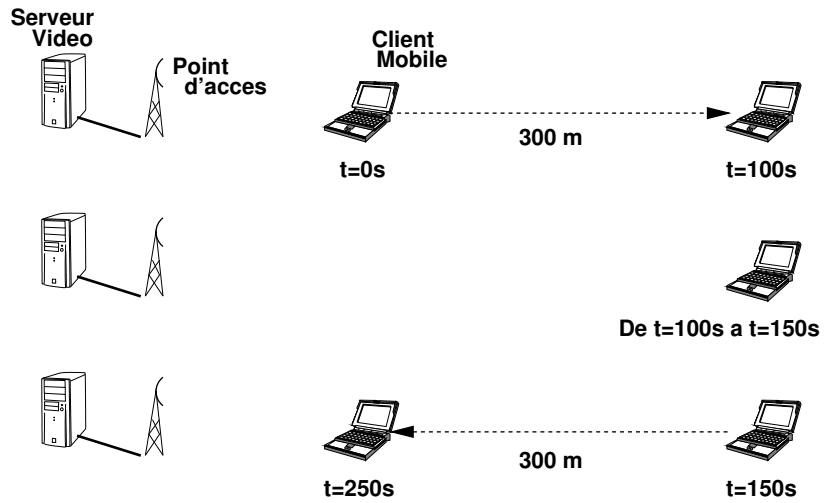 Serveur
Video
Point
d'acces
Client
Mobile
300 m
t=0s
t=100s
De t=100s a t=150s
300 m
t=250s
t=150s